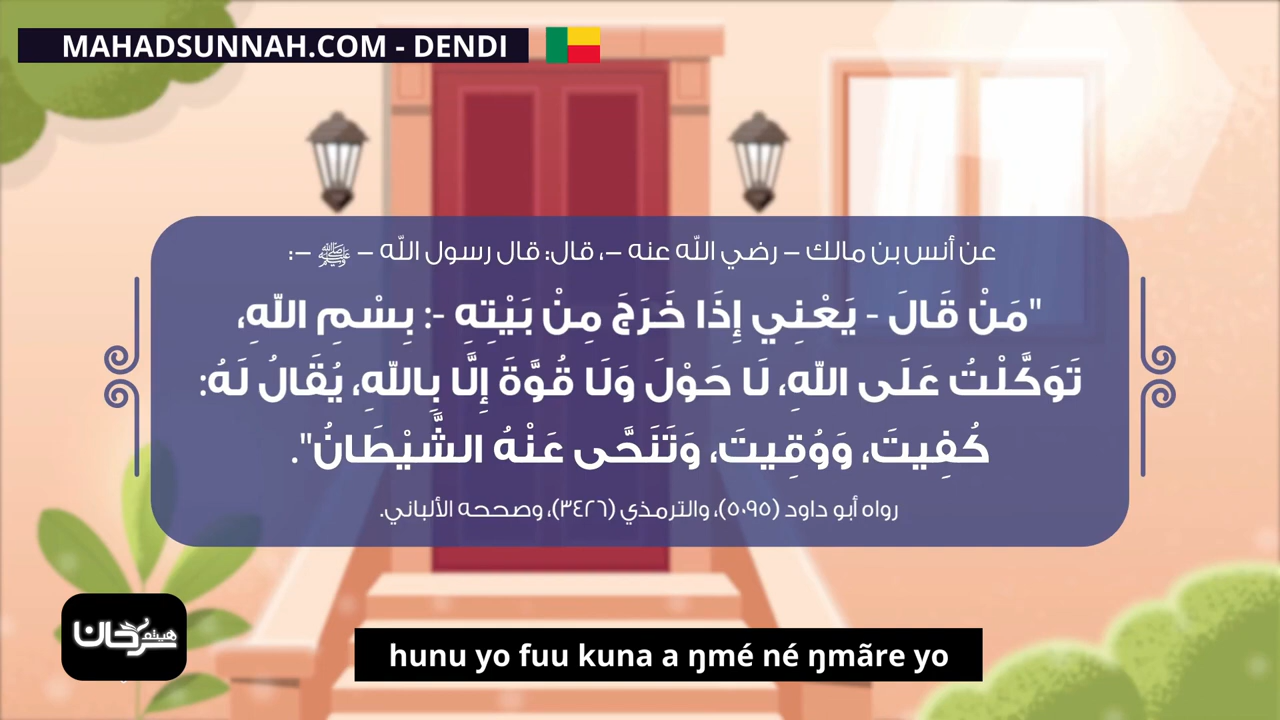 MAHADSUNNAH.COM - DENDI
عن أنس بن مالك – رضي الله عنه –، قال: قال رسول الله – ﷺ –:
"مَنْ قَالَ - يَعْنِي إِذَا خَرَجَ مِنْ بَيْتِهِ -: بِسْمِ اللهِ،
تَوَكَّلْتُ عَلَى اللهِ، لَا حَوْلَ وَلَا قُوَّةَ إِلَّا بِاللهِ، يُقَالُ لَهُ:
كُفِيتَ، وَوُقِيتَ، وَتَنَحَّى عَنْهُ الشَّيْطَانُ".
رواه أبو داود (٥٠٩٥)، والترمذي (٣٤٢٦)، وصححه الألباني.
هيثم سرحان
hunu yo fuu kuna a ŋmé né ŋmãre yo